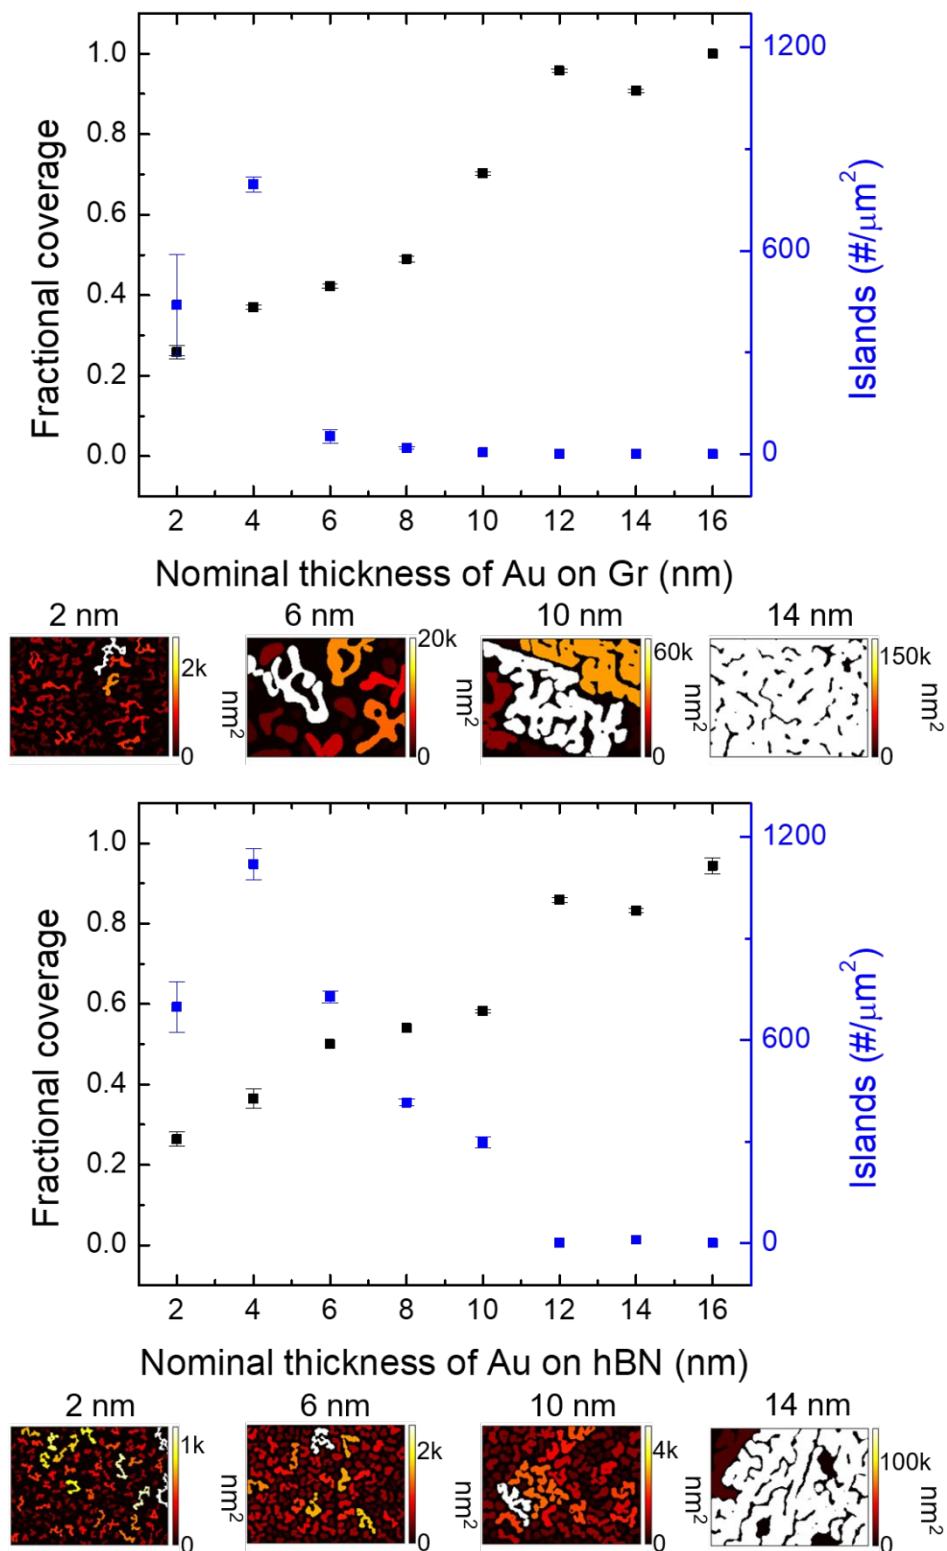 1.0
0.8
0.6
0.4
0.2
0.0
Fractional coverage
1200
600
0
Islands (#/μm²)
2 4 6 8 10 12 14 16
Nominal thickness of Au on Gr (nm)
2 nm 6 nm 10 nm 14 nm
2k
0
nm²
20k
0
nm²
60k
0
nm²
150k
0
nm²
1.0
0.8
0.6
0.4
0.2
0.0
Fractional coverage
1200
600
0
Islands (#/μm²)
2 4 6 8 10 12 14 16
Nominal thickness of Au on hBN (nm)
2 nm 6 nm 10 nm 14 nm
1k
0
nm²
2k
0
nm²
4k
0
nm²
100k
0
nm²